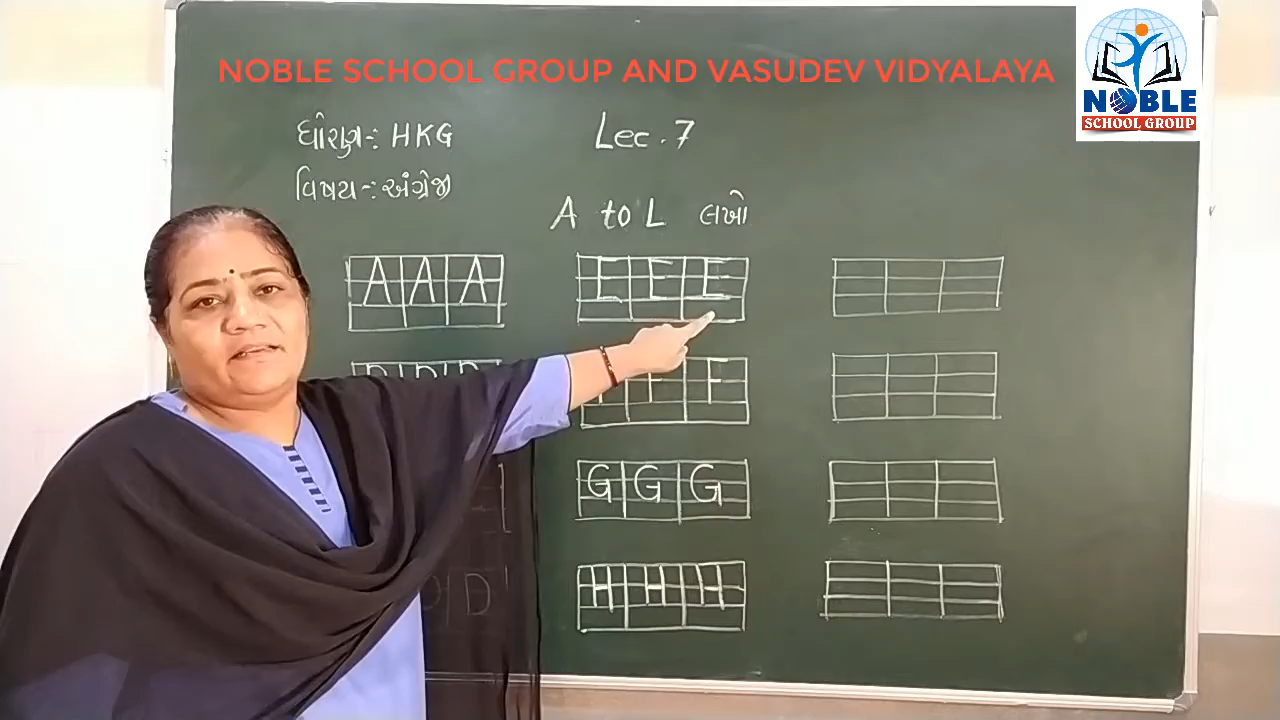 NOBLE SCHOOL GROUP AND VASUDEV VIDYALAYA
NOBLE
SCHOOL GROUP
ધોરણ :- HKG
Lec. 7
વિષય :- અંગ્રેજી
A to L લખો
A A A
E E E
B B B
F F F
G G G
D D
H H H